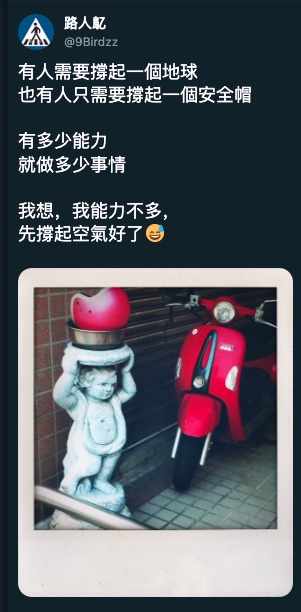 路人虭
@9Birdzz
有人需要撐起一個地球
也有人只需要撐起一個安全帽
有多少能力
就做多少事情
我想，我能力不多，
先撐起空氣好了😅